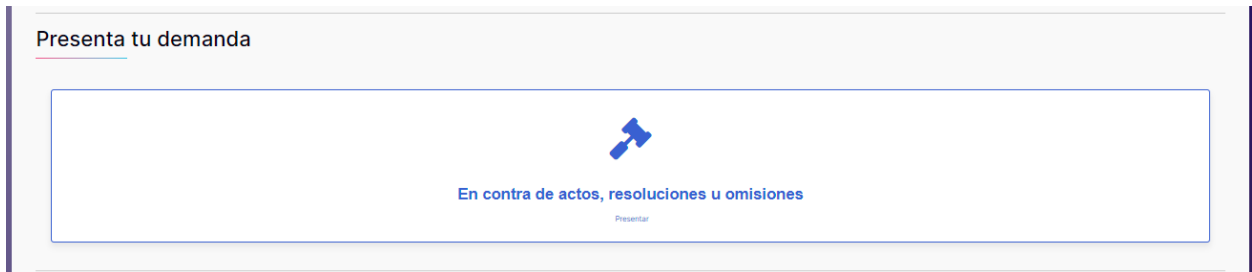 Presenta tu demanda
En contra de actos, resoluciones u omisiones
Presentar